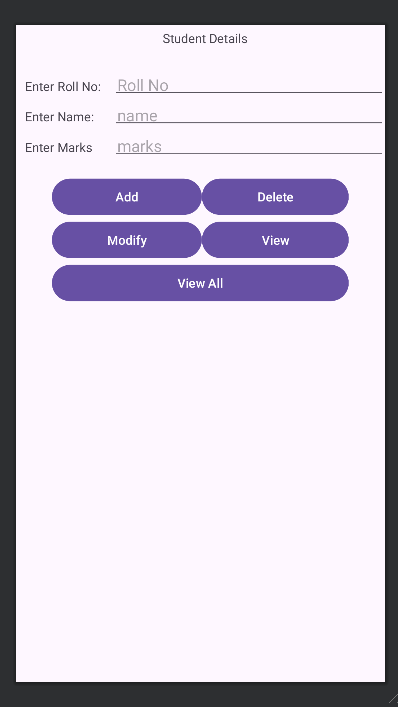 Student Details
Enter Roll No: Roll No
Enter Name: name
Enter Marks marks
Add Delete
Modify View
View All